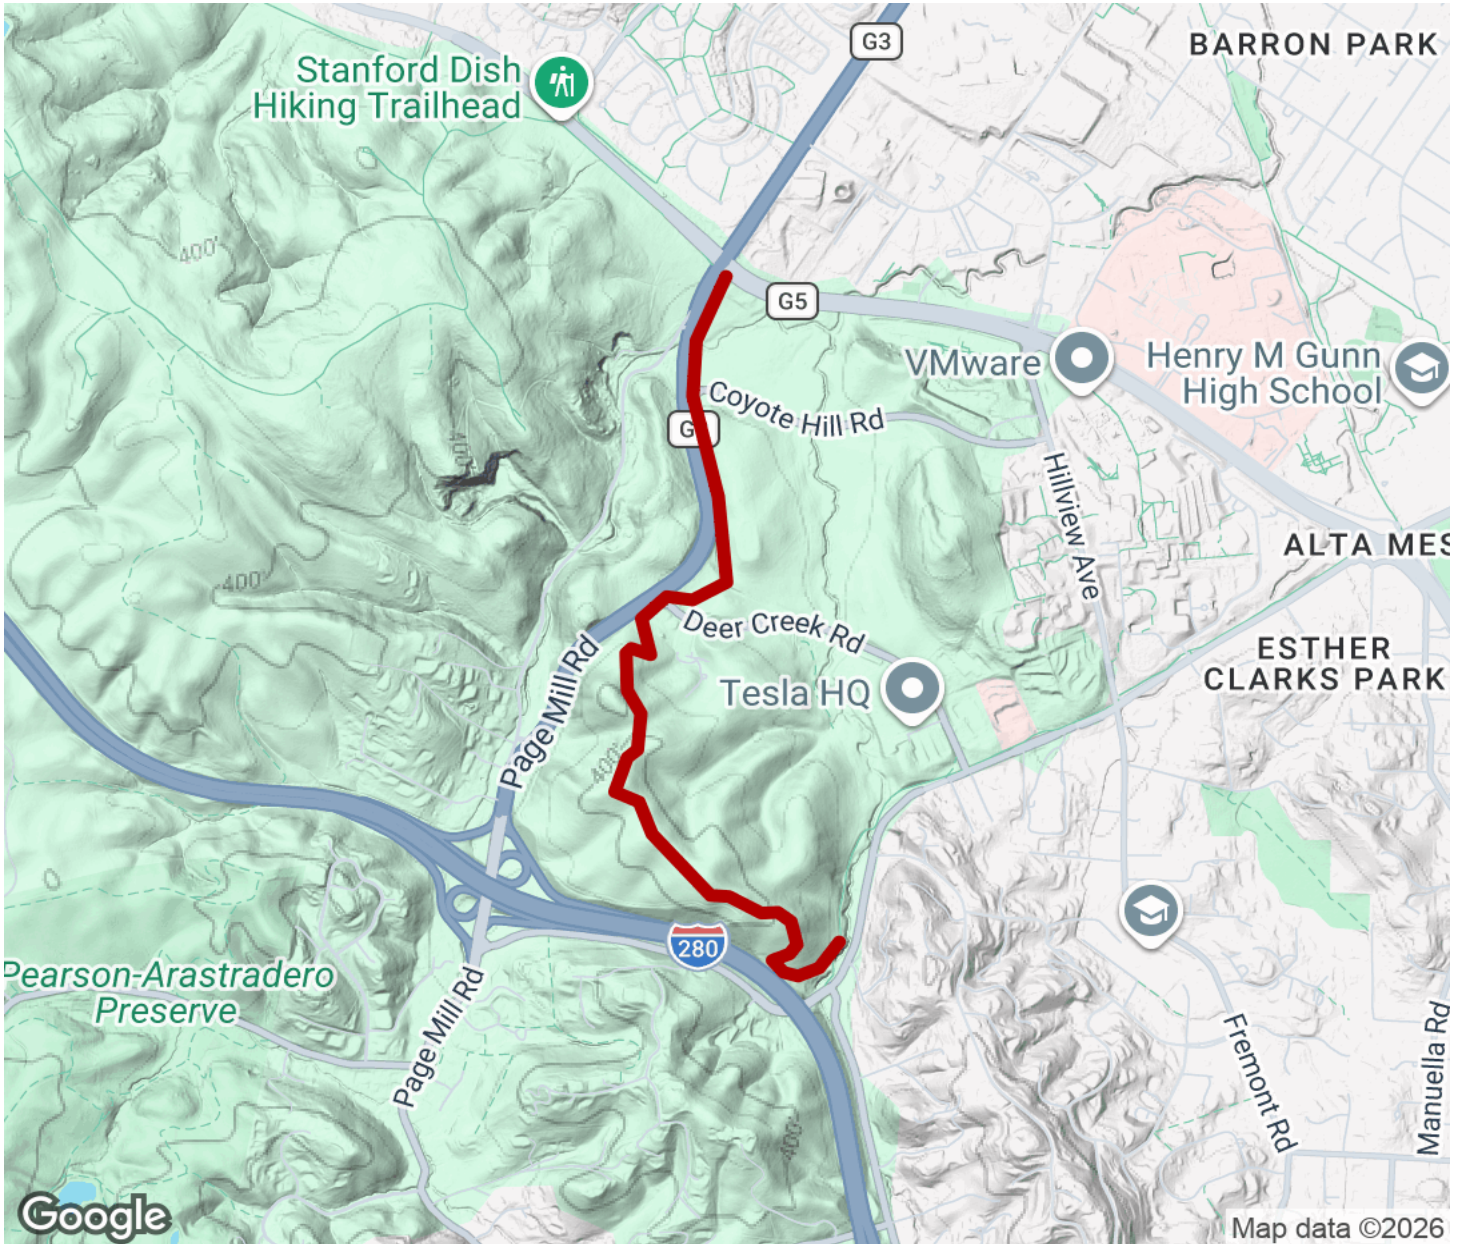 G3
BARRON PARK
Stanford Dish
Hiking Trailhead
400'
G5
VMware
Henry M Gunn
High School
Coyote Hill Rd
G
400'
Hillview Ave
ALTA MES
400'
Deer Creek Rd
ESTHER
CLARKS PARK
Page Mill Rd
Tesla HQ
400'
280
Pearson-Arastradero
Preserve
Page Mill Rd
Fremont Rd
Manuella Rd
400'
Google
Map data ©2026